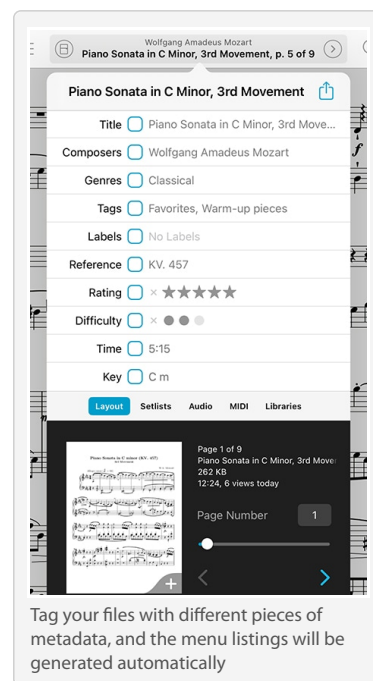 Wolfgang Amadeus Mozart
Piano Sonata in C Minor, 3rd Movement, p. 5 of 9
Piano Sonata in C Minor, 3rd Movement
Title Piano Sonata in C Minor, 3rd Move...
Composers Wolfgang Amadeus Mozart
Genres Classical
Tags Favorites, Warm-up pieces
Labels No Labels
Reference KV. 457
Rating × ★★★★★
Difficulty ×
Time 5:15
Key C m
Layout Setlists Audio MIDI Libraries
Piano Sonata in C minor (KV. 457)
Page 1 of 9
Piano Sonata in C Minor, 3rd Move
262 KB
12:24, 6 views today
Page Number 1
Tag your files with different pieces of
metadata, and the menu listings will be
generated automatically